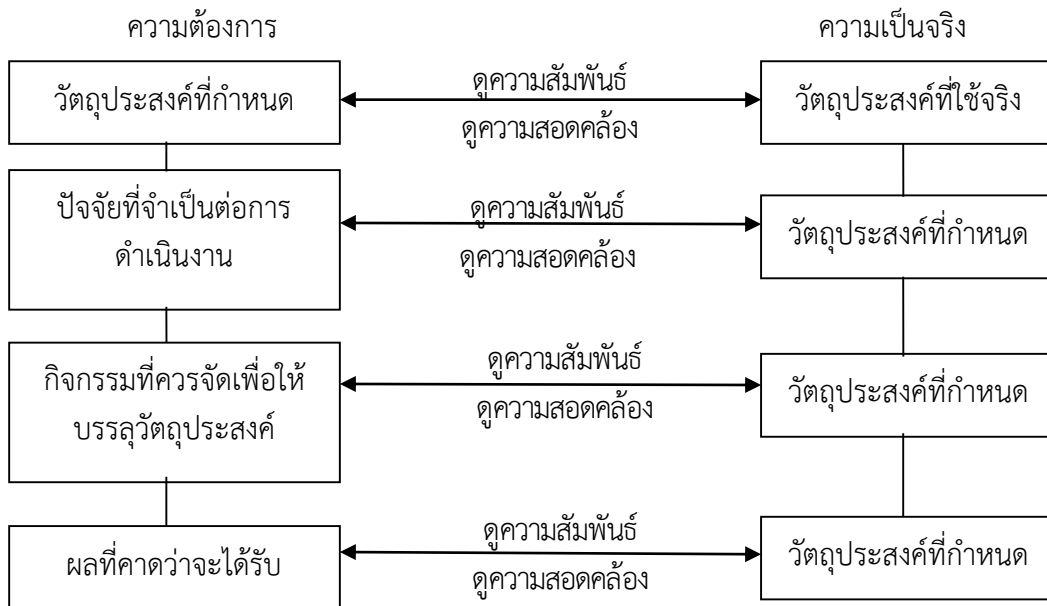 ความต้องการ
ความเป็นจริง
วัตถุประสงค์ที่กำหนด
ดูความสัมพันธ์
ดูความสอดคล้อง
วัตถุประสงค์ที่ใช้จริง
ปัจจัยที่จำเป็นต่อการ
ดำเนินงาน
ดูความสัมพันธ์
ดูความสอดคล้อง
วัตถุประสงค์ที่กำหนด
กิจกรรมที่ควรจัดเพื่อให้
บรรลุวัตถุประสงค์
ดูความสัมพันธ์
ดูความสอดคล้อง
วัตถุประสงค์ที่กำหนด
ผลที่คาดว่าจะได้รับ
ดูความสัมพันธ์
ดูความสอดคล้อง
วัตถุประสงค์ที่กำหนด